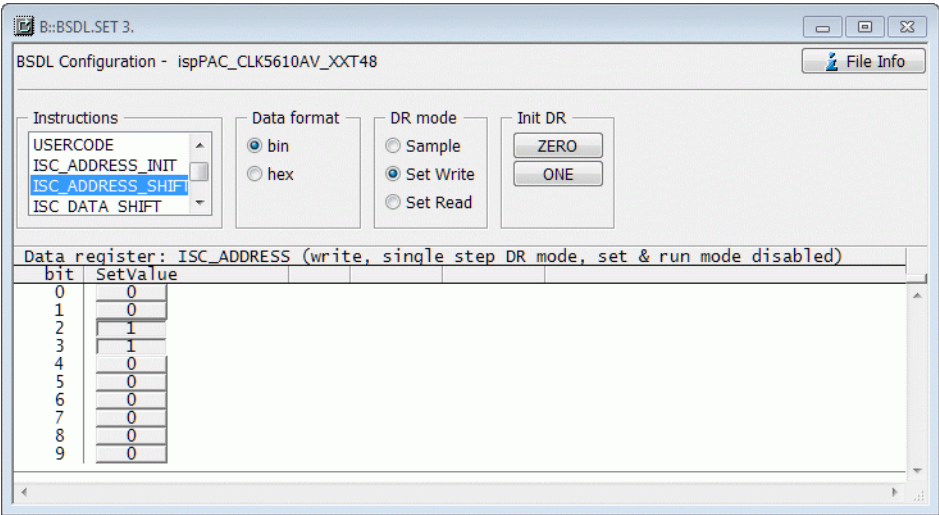 B::BSDL.SET 3.
BSDL Configuration - ispPAC_CLK5610AV_XXT48
File Info
Instructions
Data format
DR mode
Init DR
USERCODE
ISC_ADDRESS_INIT
ISC_ADDRESS_SHIFT
ISC_DATA_SHIFT
bin
hex
Sample
Set Write
Set Read
ZERO
ONE
Data register: ISC_ADDRESS (write, single step DR mode, set & run mode disabled)
bit SetValue
0 0
1 0
2 1
3 1
4 0
5 0
6 0
7 0
8 0
9 0